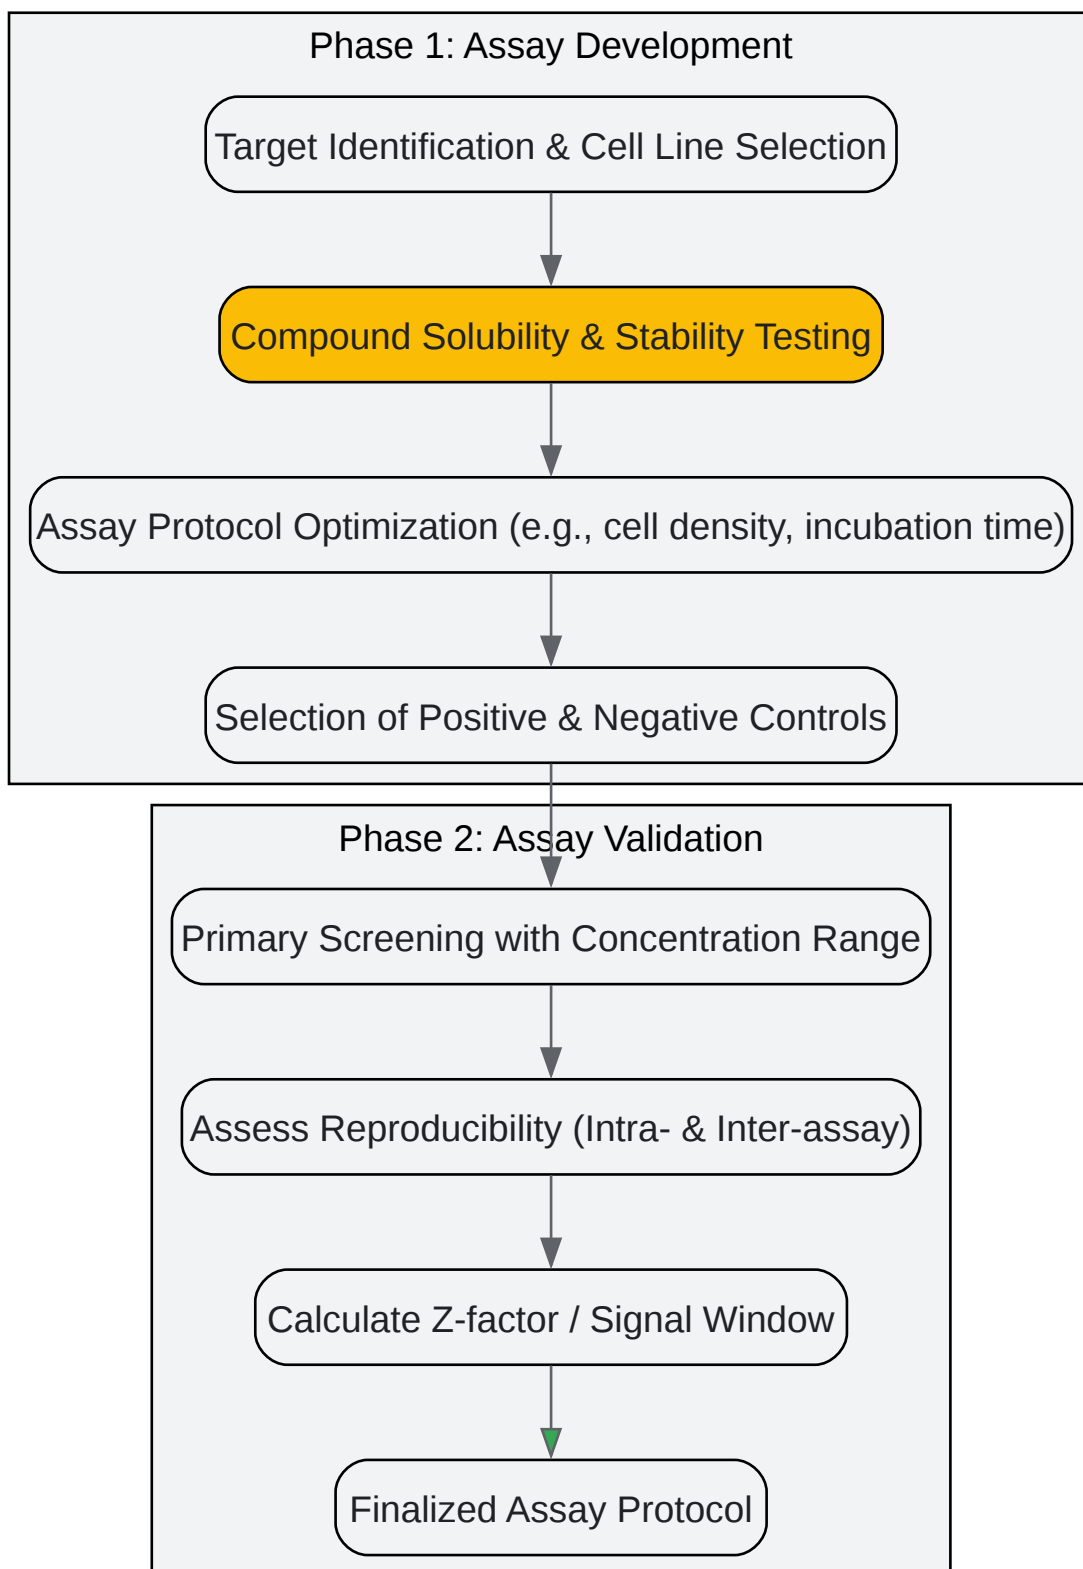 Phase 1: Assay Development
Target Identification & Cell Line Selection
Compound Solubility & Stability Testing
Assay Protocol Optimization (e.g., cell density, incubation time)
Selection of Positive & Negative Controls
Phase 2: Assay Validation
Primary Screening with Concentration Range
Assess Reproducibility (Intra- & Inter-assay)
Calculate Z-factor / Signal Window
Finalized Assay Protocol